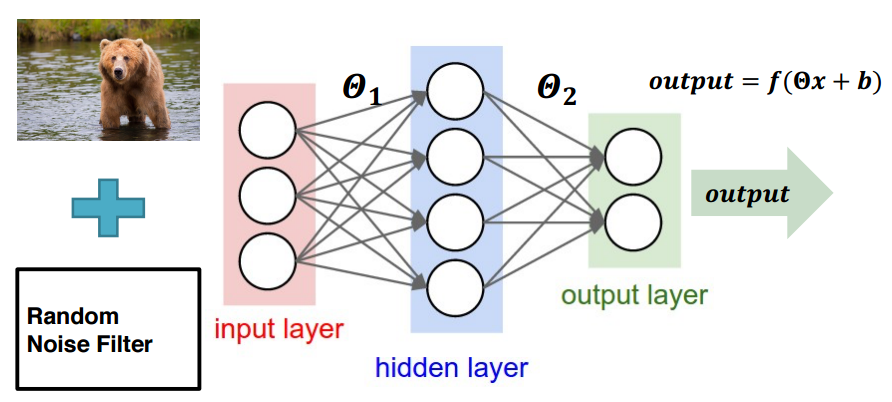 Θ₁
Θ₂
output = f(Θx + b)
output
Random
Noise Filter
input layer
hidden layer
output layer